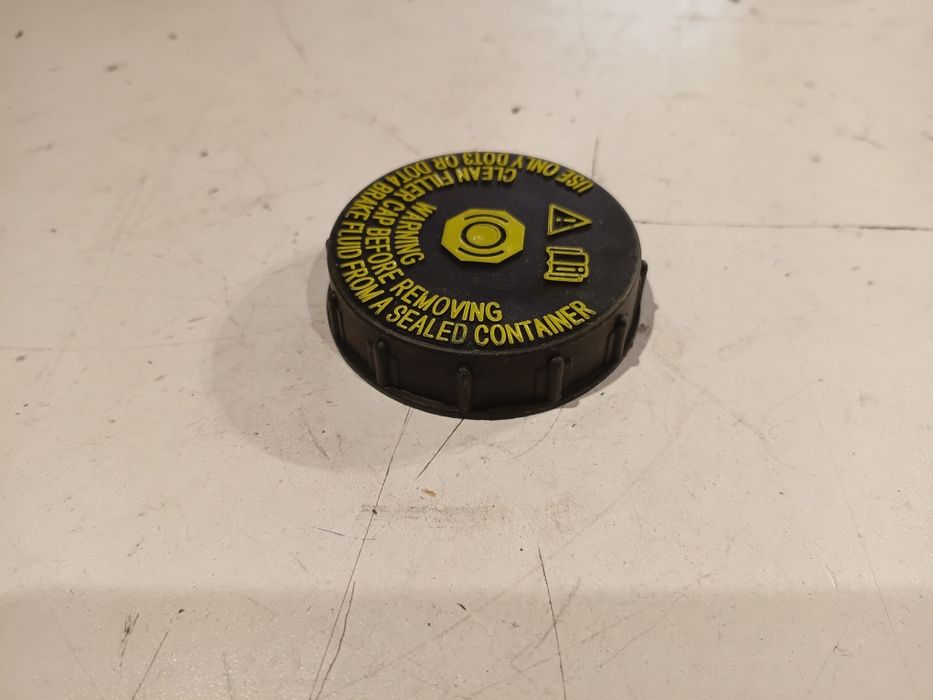 WARNING
CLEAN FILLER CAP BEFORE REMOVING
USE ONLY DOT3 OR DOT4 BRAKE FLUID FROM A SEALED CONTAINER